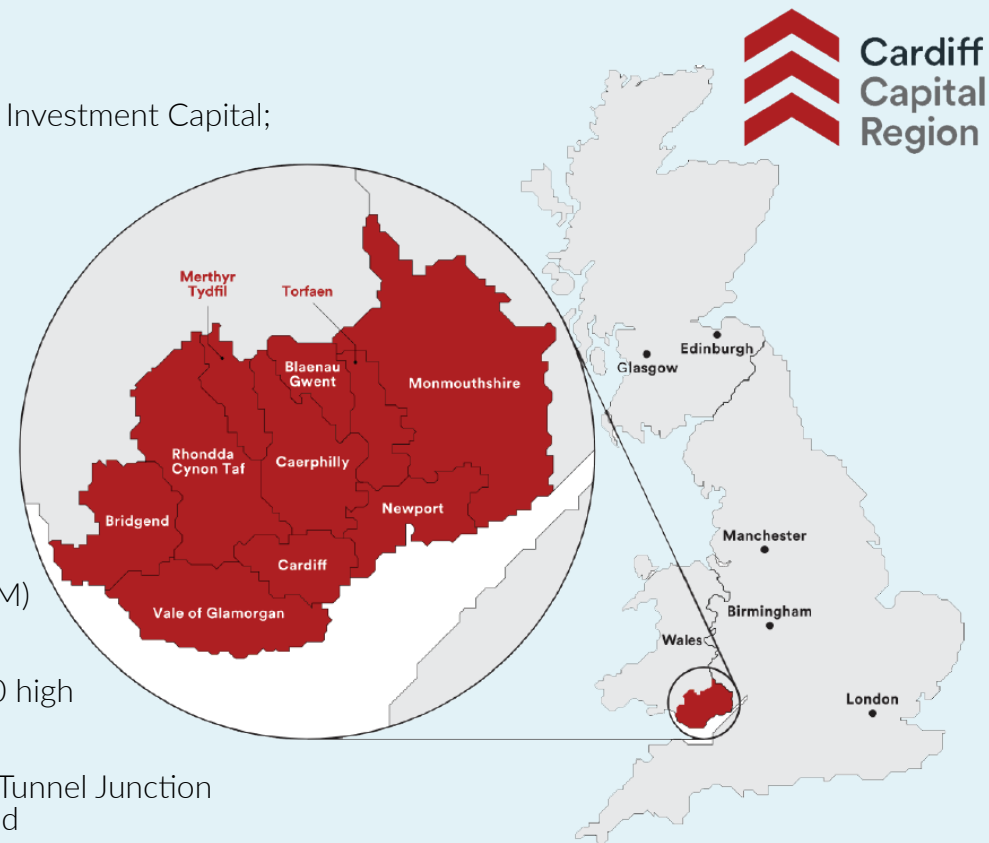 Cardiff
Capital
Region
Investment Capital;
Merthyr
Tydfil
Torfaen
Blaenau
Gwent
Monmouthshire
Rhondda
Cynon Taf
Caerphilly
Newport
Bridgend
Cardiff
Vale of Glamorgan
Edinburgh
Glasgow
Manchester
Birmingham
Wales
London
M)
0 high
Tunnel Junction
d